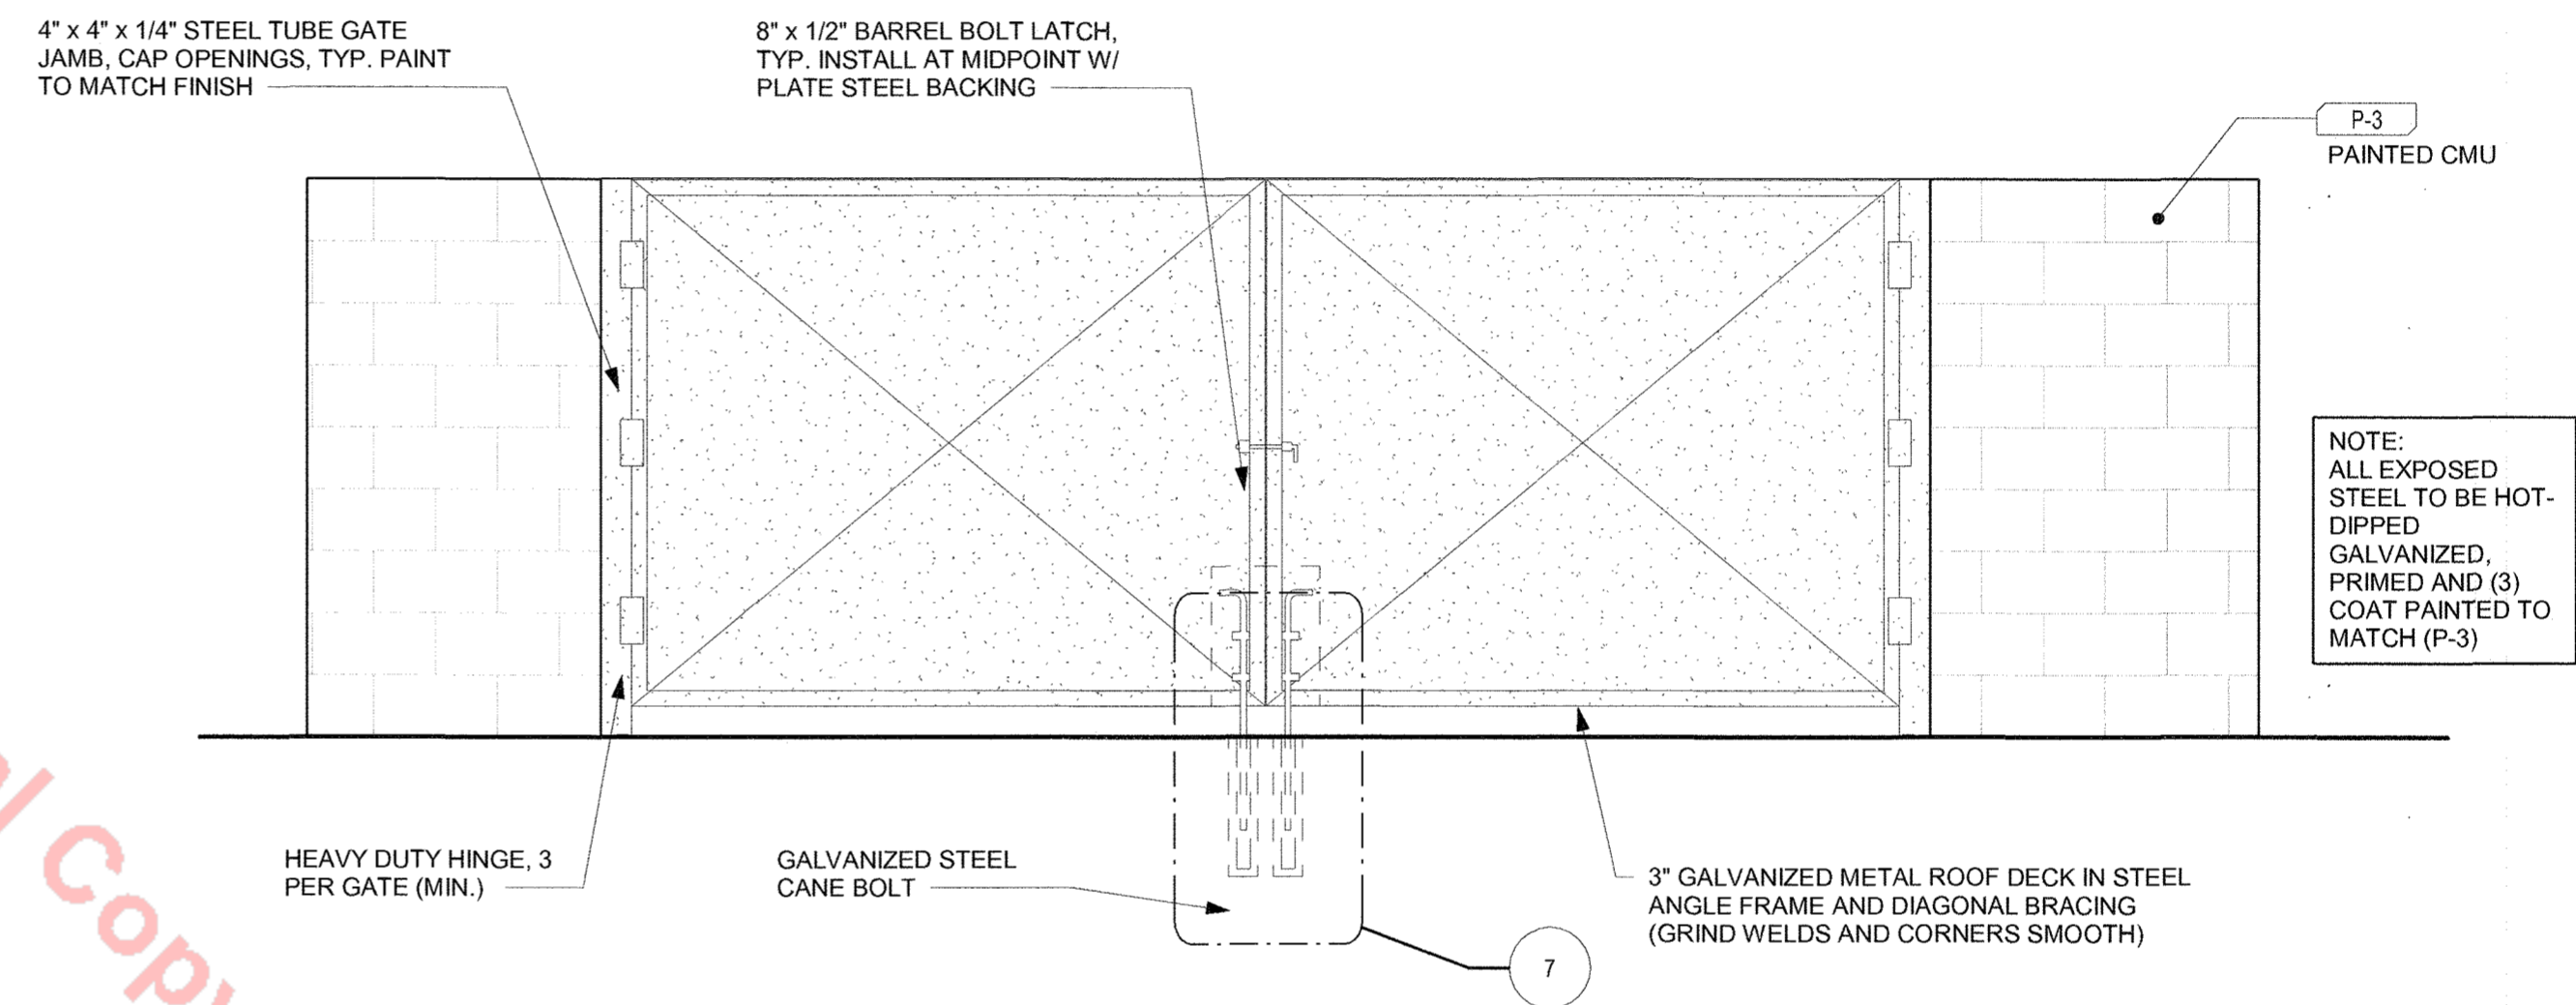 4" x 4" x 1/4" STEEL TUBE GATE
JAMB, CAP OPENINGS, TYP. PAINT
TO MATCH FINISH
8" x 1/2" BARREL BOLT LATCH,
TYP. INSTALL AT MIDPOINT W/
PLATE STEEL BACKING
P-3
PAINTED CMU
NOTE:
ALL EXPOSED
STEEL TO BE HOT-
DIPPED
GALVANIZED,
PRIMED AND (3)
COAT PAINTED TO
MATCH (P-3)
HEAVY DUTY HINGE, 3
PER GATE (MIN.)
GALVANIZED STEEL
CANE BOLT
3" GALVANIZED METAL ROOF DECK IN STEEL
ANGLE FRAME AND DIAGONAL BRACING
(GRIND WELDS AND CORNERS SMOOTH)
7